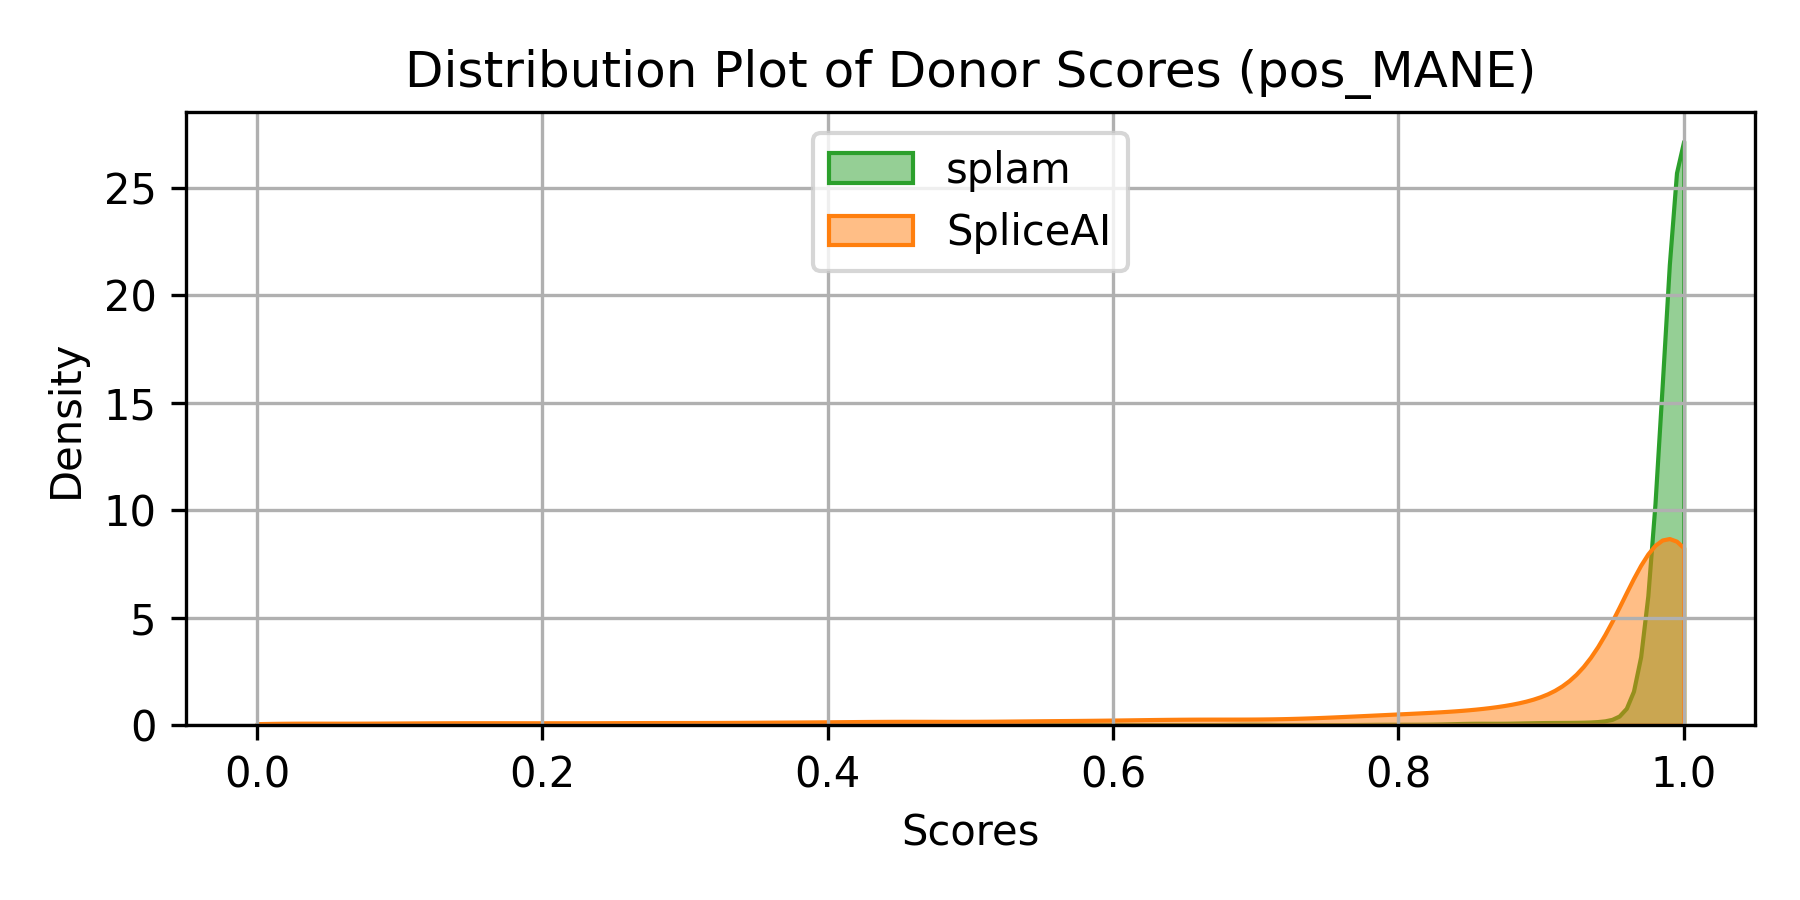 Distribution Plot of Donor Scores (pos_MANE)
splam
SpliceAI
Density
25
20
15
10
5
0
0.0 0.2 0.4 0.6 0.8 1.0
Scores